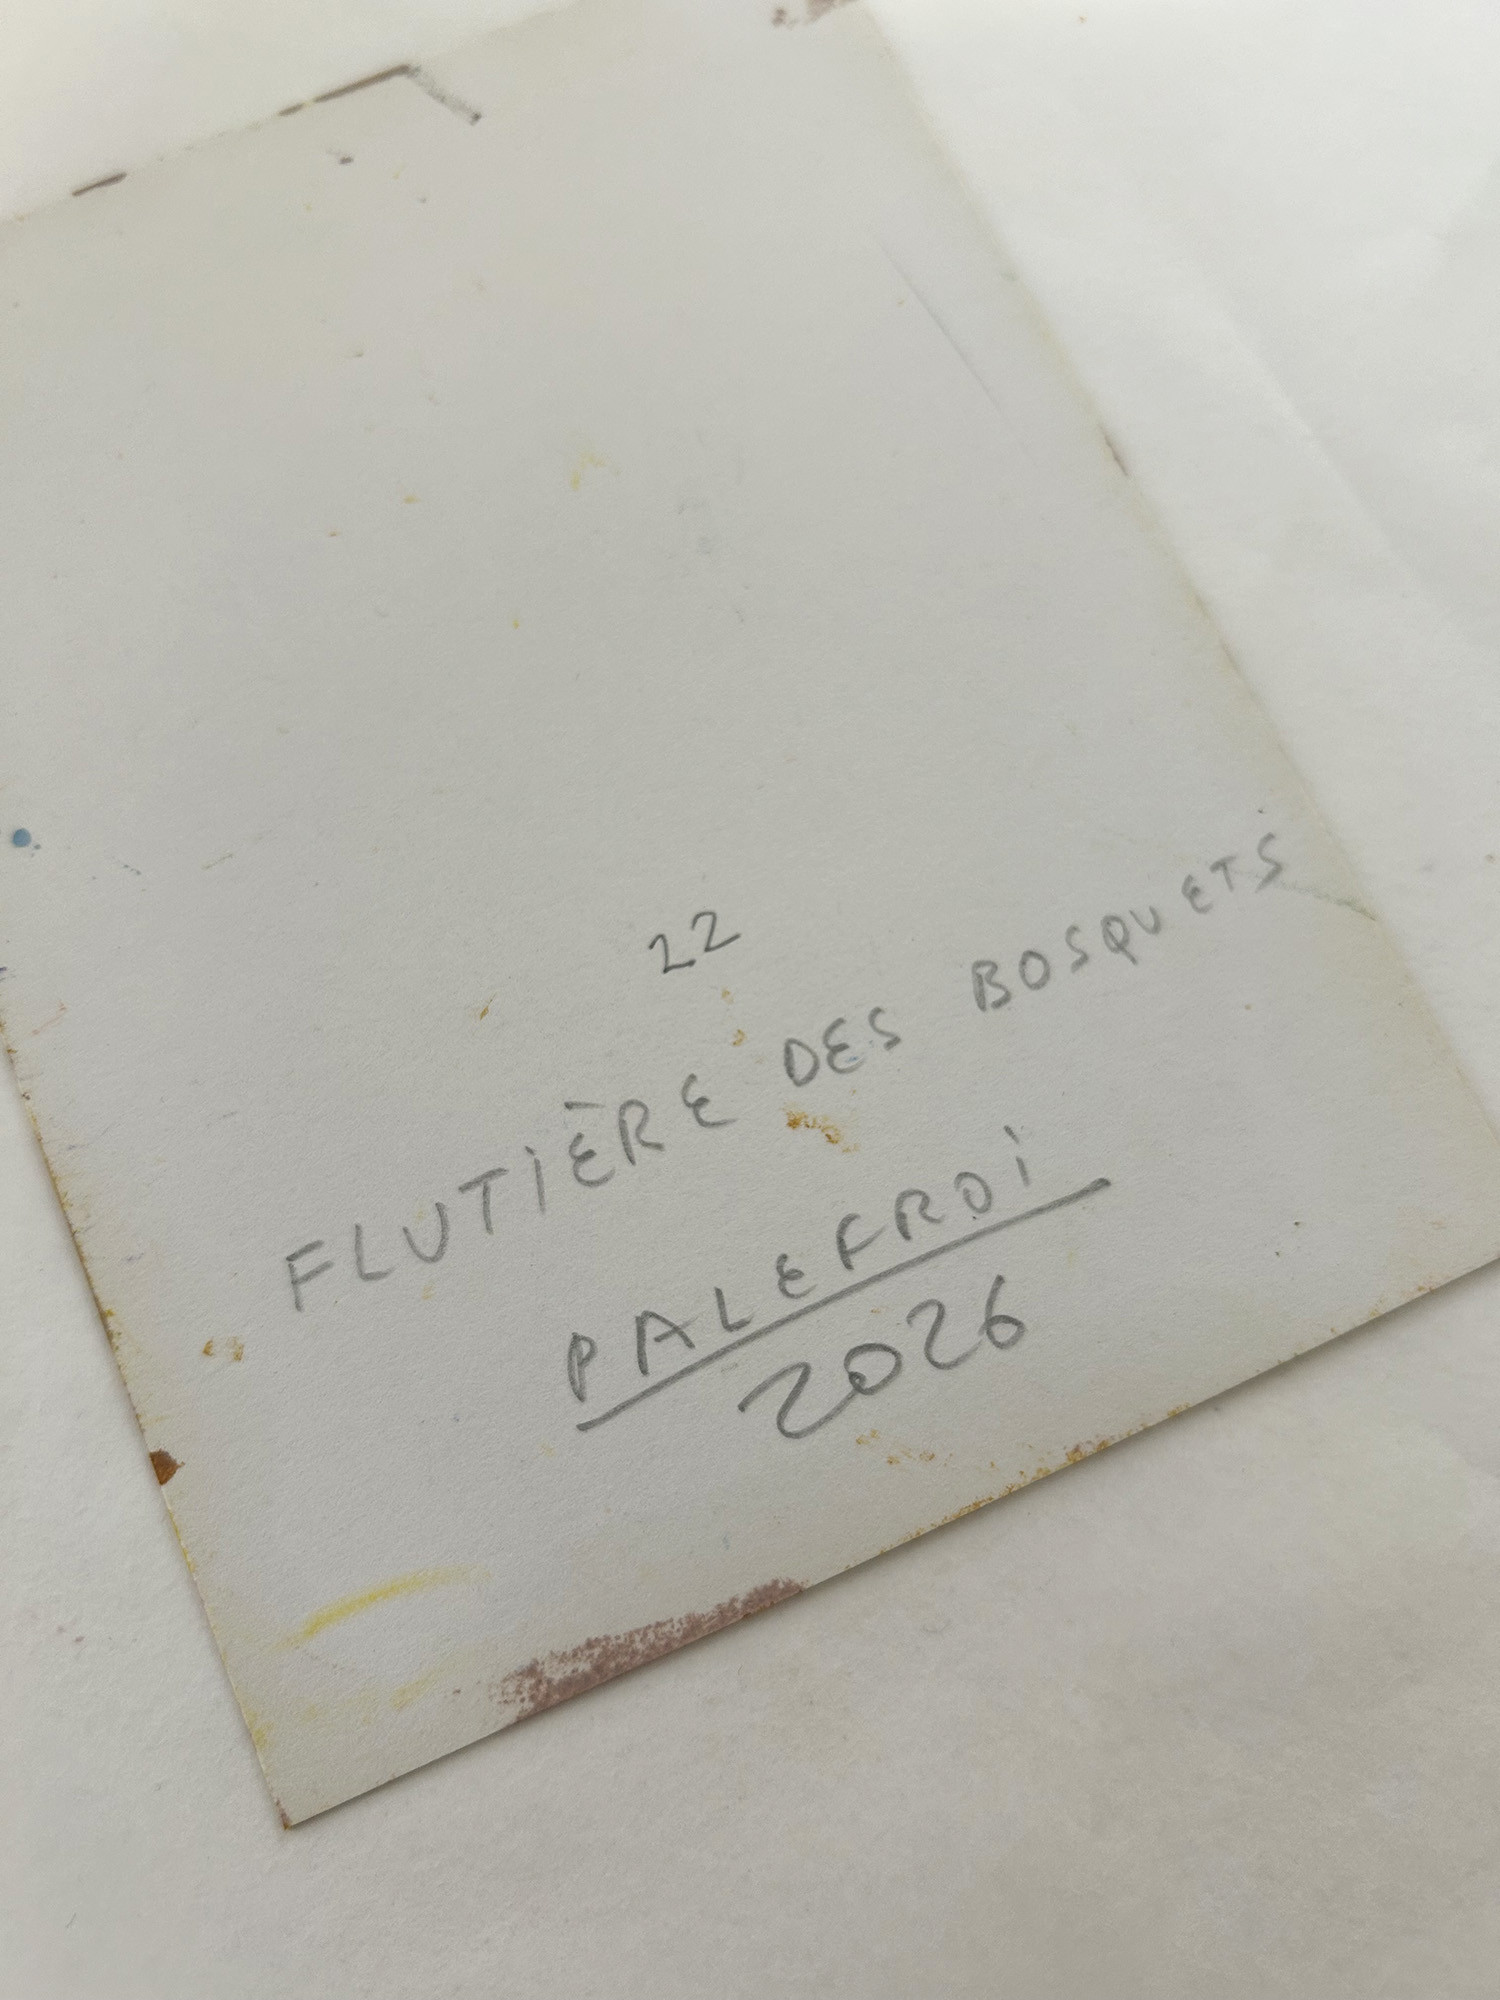 22
FLUTIÈRE DES BOSQUETS
PALEFROI
2026